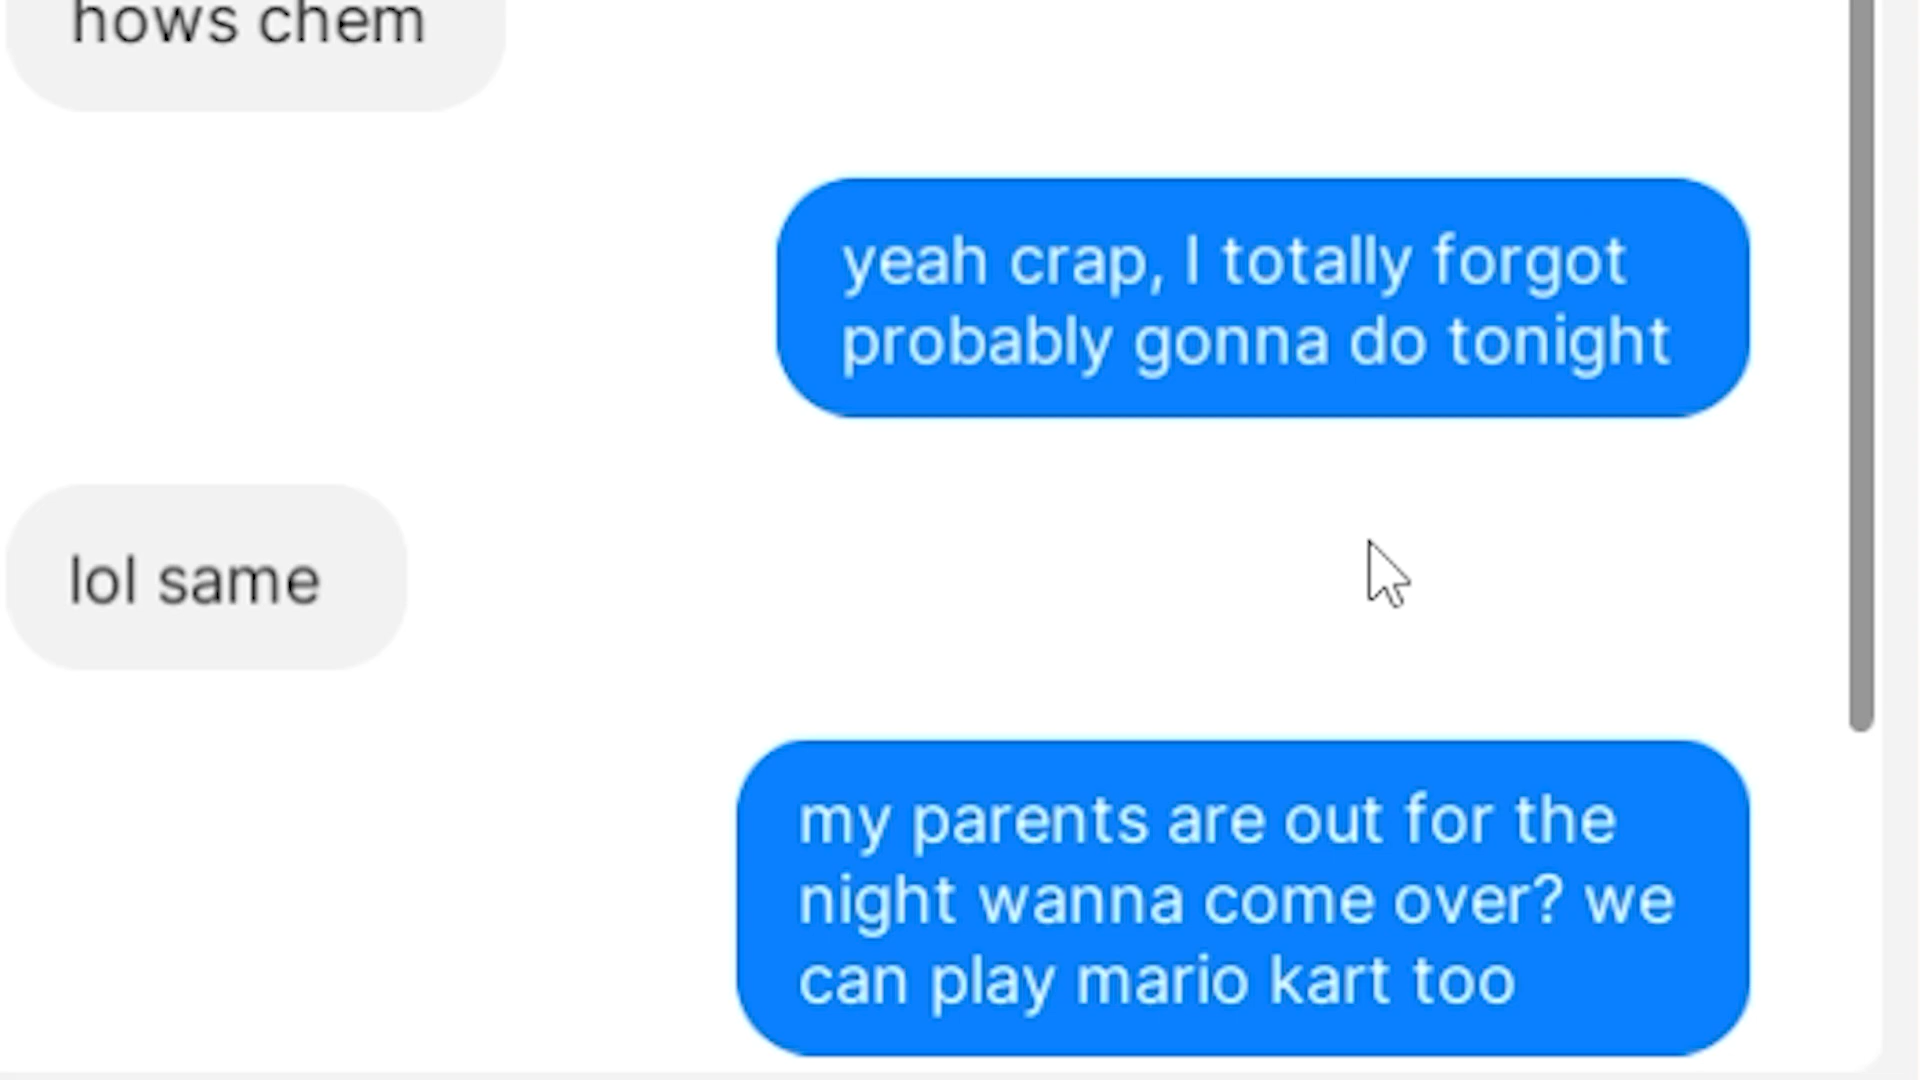 hows chem
yeah crap, I totally forgot
probably gonna do tonight
lol same
my parents are out for the
night wanna come over? we
can play mario kart too